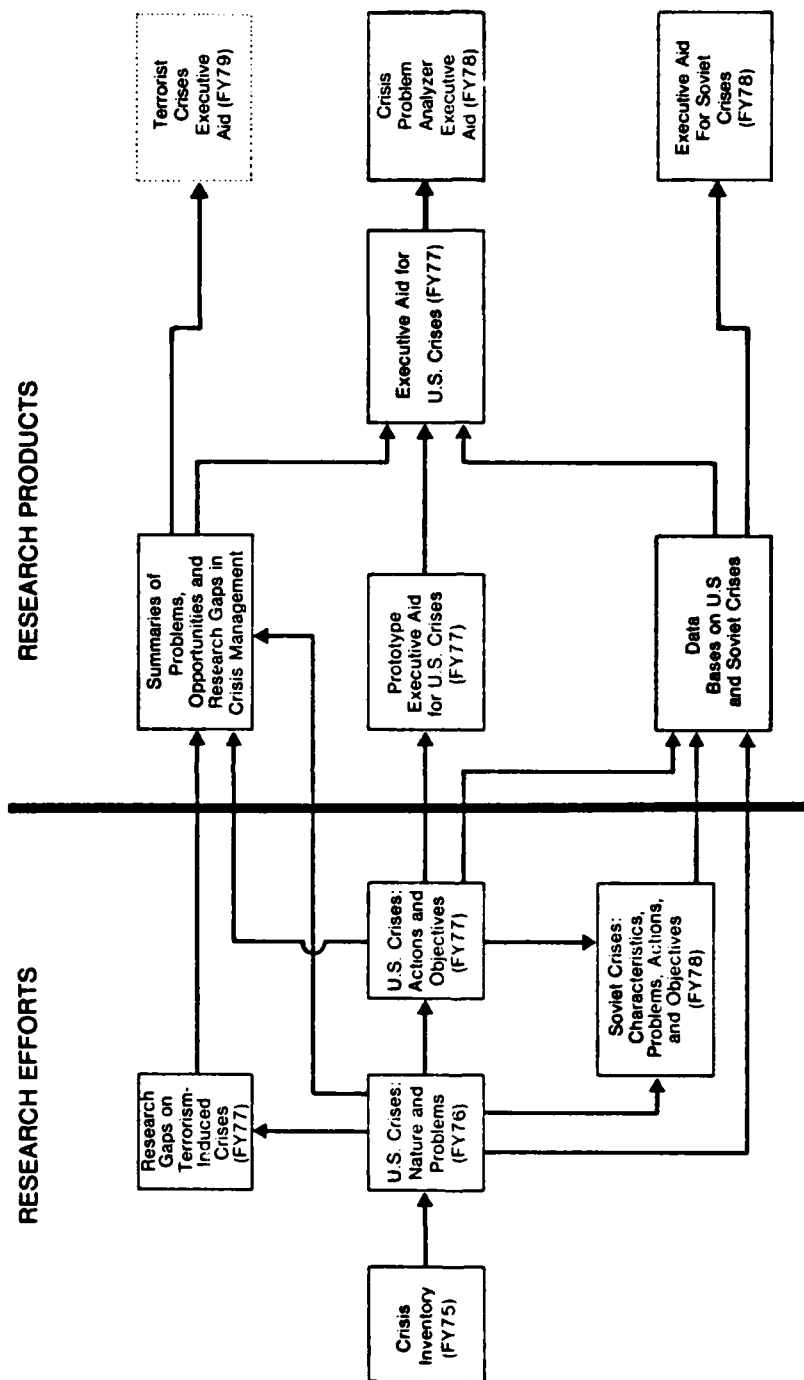 RESEARCH EFFORTS
RESEARCH PRODUCTS
Crisis
Inventory
(FY75)
Research
Gaps on
Terrorism-
Induced
Crises
(FY77)
U.S. Crises:
Nature and
Problems
(FY76)
U.S. Crises:
Actions and
Objectives
(FY77)
Soviet Crises:
Characteristics,
Problems, Actions,
and Objectives
(FY78)
Summaries of
Problems,
Opportunities and
Research Gaps in
Crisis Management
Prototype
Executive Aid
for U.S. Crises
(FY77)
Data
Bases on U.S
and Soviet Crises
Executive Aid for
U.S. Crises (FY77)
Terrorist
Crises
Executive
Aid (FY79)
Crisis
Problem
Analyzer
Executive
Aid (FY78)
Executive Aid
For Soviet
Crises
(FY78)